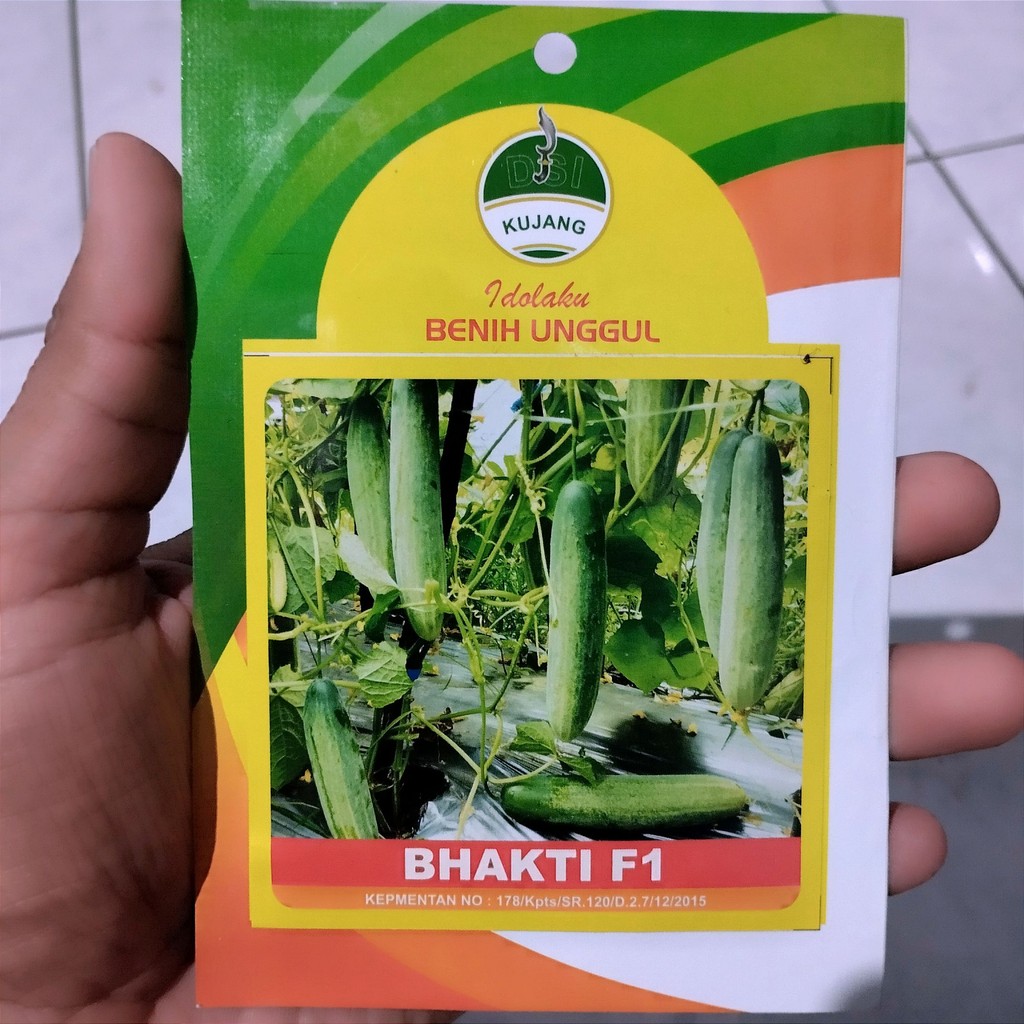 DSI
KUJANG
Idolaku
BENIH UNGGUL
BHAKTI F1
KEPMENTAN NO : 178/Kpts/SR.120/D.2.7/12/2015